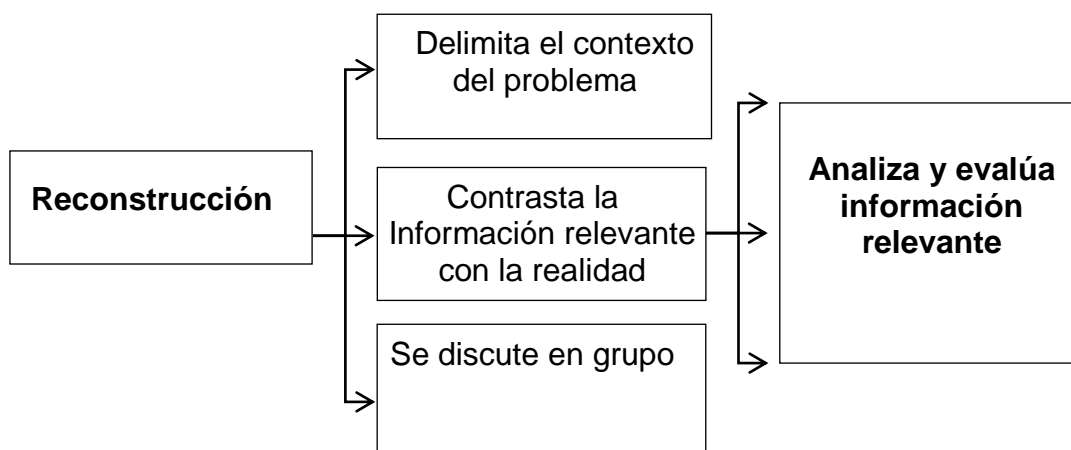 Reconstrucción
Delimita el contexto
del problema
Contrasta la
Información relevante
con la realidad
Se discute en grupo
Analiza y evalúa
información
relevante